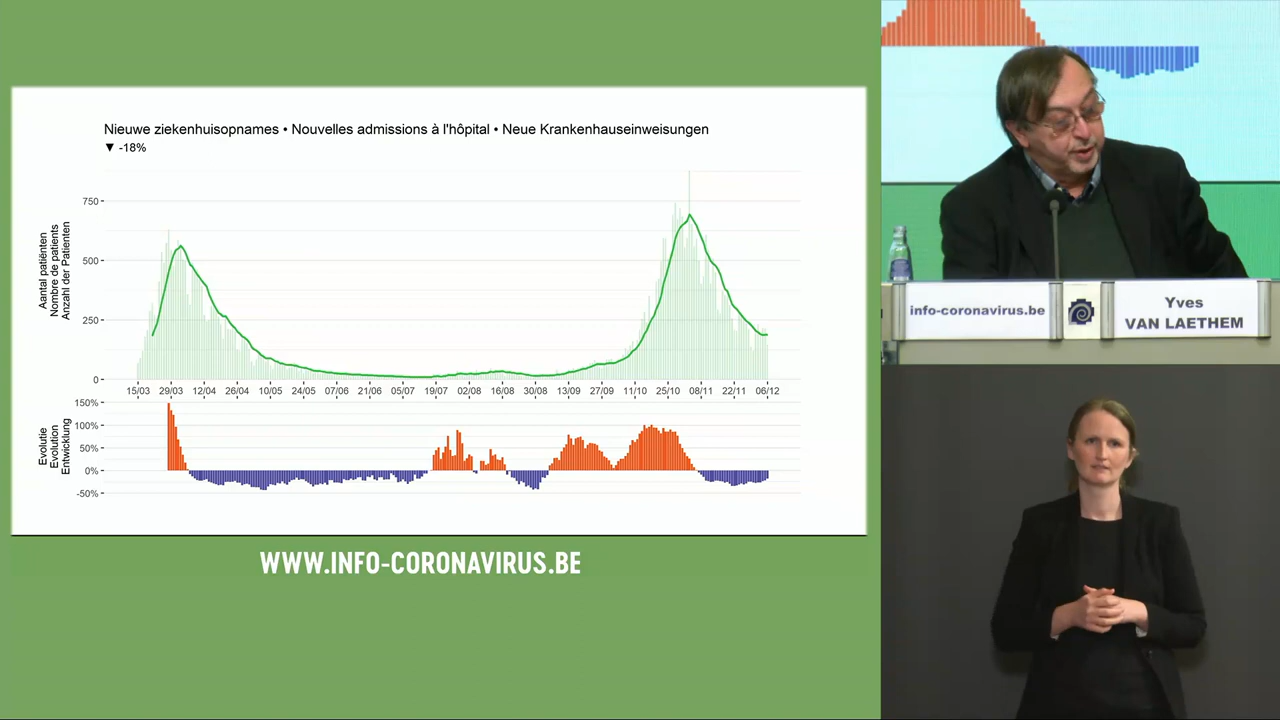 Nieuwe ziekenhuisopnames • Nouvelles admissions à l'hôpital • Neue Krankenhauseinweisungen
▼ -18%
Aantal patiënten
Nombre de patients
Anzahl der Patienten
750
500
250
0
15/03 29/03 12/04 26/04 10/05 24/05 07/06 21/06 05/07 19/07 02/08 16/08 30/08 13/09 27/09 11/10 25/10 08/11 22/11 06/12
Evolutie
Evolution
Entwicklung
150%
100%
50%
0%
-50%
WWW.INFO-CORONAVIRUS.BE
info-coronavirus.be
Yves
VAN LAETHEM